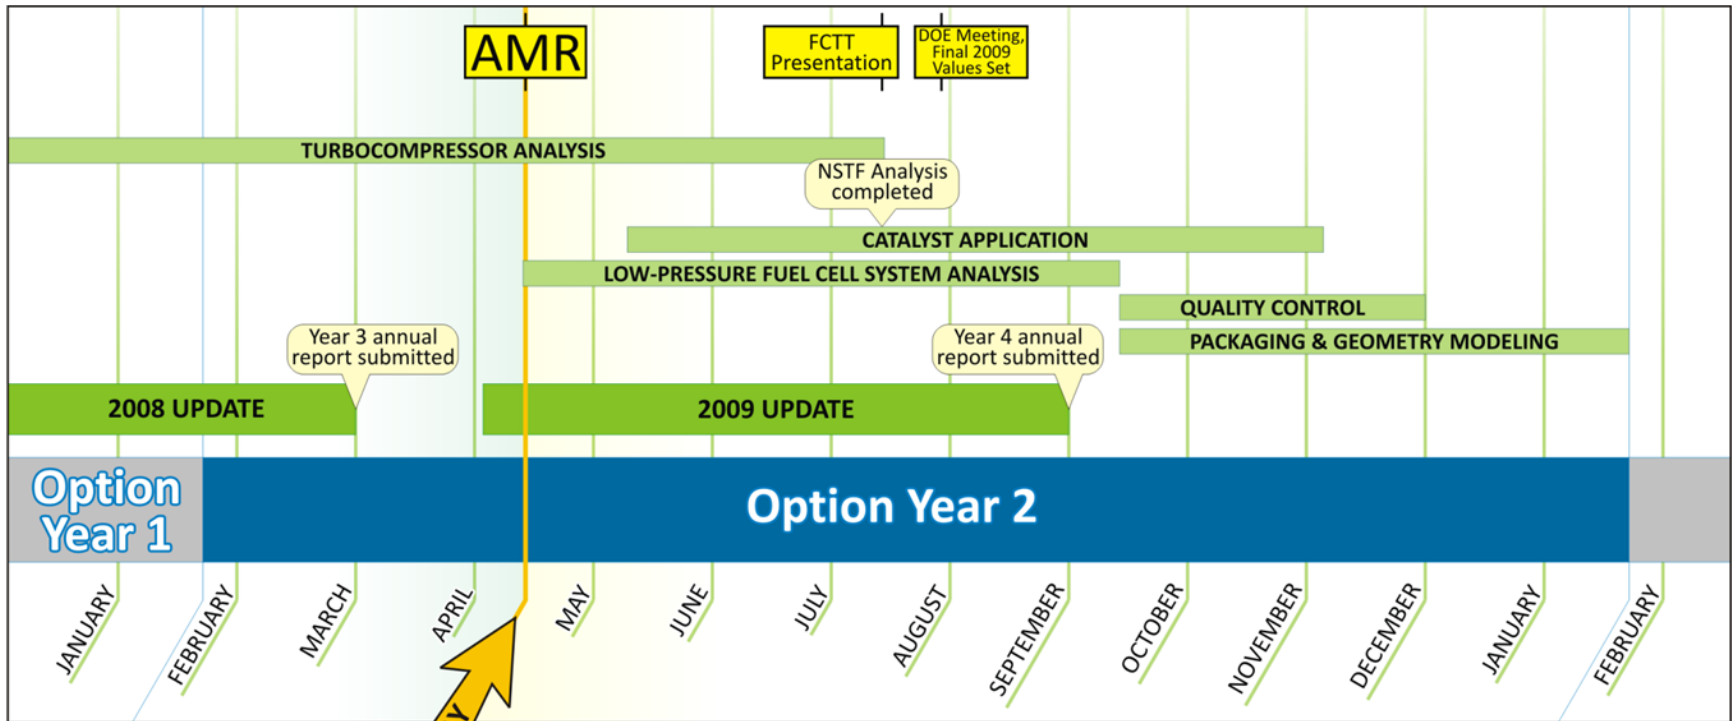 AMR
FCTT
Presentation
DOE Meeting,
Final 2009
Values Set
TURBOCOMPRESSOR ANALYSIS
NSTF Analysis
completed
CATALYST APPLICATION
LOW-PRESSURE FUEL CELL SYSTEM ANALYSIS
QUALITY CONTROL
Year 3 annual
report submitted
Year 4 annual
report submitted
PACKAGING & GEOMETRY MODELING
2008 UPDATE
2009 UPDATE
Option
Year 1
Option Year 2
JANUARY
FEBRUARY
MARCH
APRIL
MAY
JUNE
JULY
AUGUST
SEPTEMBER
OCTOBER
NOVEMBER
DECEMBER
JANUARY
FEBRUARY